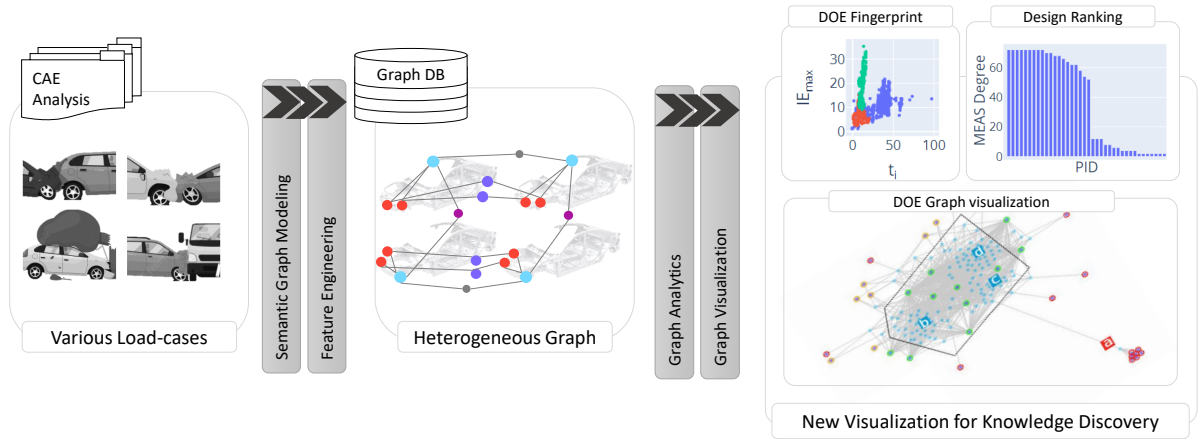 CAE
Analysis
Various Load-cases
Semantic Graph Modeling
Feature Engineering
Graph DB
Heterogeneous Graph
Graph Analytics
Graph Visualization
DOE Fingerprint
IEmax
10
20
30
0
50
100
ti
Design Ranking
MEAS Degree
0
20
40
60
PID
DOE Graph visualization
a
b
c
d
New Visualization for Knowledge Discovery